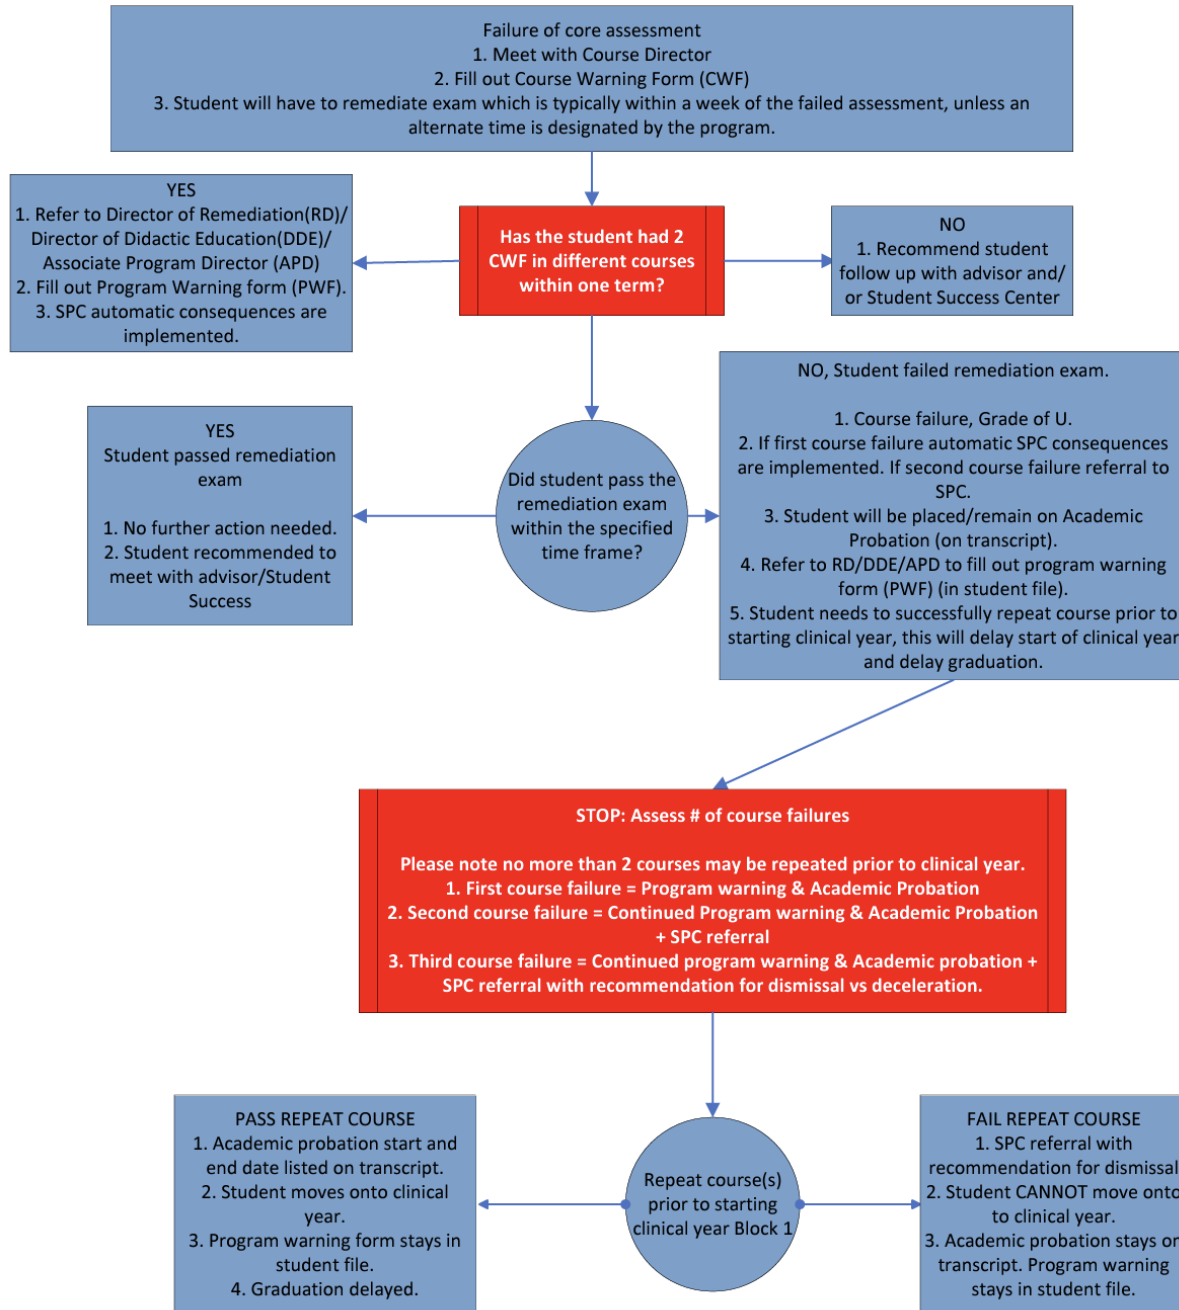 Failure of core assessment
1. Meet with Course Director
2. Fill out Course Warning Form (CWF)
3. Student will have to remediate exam which is typically within a week of the failed assessment, unless an
alternate time is designated by the program.
YES
1. Refer to Director of Remediation(RD)/
Director of Didactic Education(DDE)/
Associate Program Director (APD)
2. Fill out Program Warning form (PWF).
3. SPC automatic consequences are
implemented.
Has the student had 2
CWF in different courses
within one term?
NO
1. Recommend student
follow up with advisor and/
or Student Success Center
YES
Student passed remediation
exam
1. No further action needed.
2. Student recommended to
meet with advisor/Student
Success
Did student pass the
remediation exam
within the specified
time frame?
NO, Student failed remediation exam.
1. Course failure, Grade of U.
2. If first course failure automatic SPC consequences
are implemented. If second course failure referral to
SPC.
3. Student will be placed/remain on Academic
Probation (on transcript).
4. Refer to RD/DDE/APD to fill out program warning
form (PWF) (in student file).
5. Student needs to successfully repeat course prior to
starting clinical year, this will delay start of clinical year
and delay graduation.
STOP: Assess # of course failures
Please note no more than 2 courses may be repeated prior to clinical year.
1. First course failure = Program warning & Academic Probation
2. Second course failure = Continued Program warning & Academic Probation
+ SPC referral
3. Third course failure = Continued program warning & Academic probation +
SPC referral with recommendation for dismissal vs deceleration.
PASS REPEAT COURSE
1. Academic probation start and
end date listed on transcript.
2. Student moves onto clinical
year.
3. Program warning form stays in
student file.
4. Graduation delayed.
Repeat course(s)
prior to starting
clinical year Block 1
FAIL REPEAT COURSE
1. SPC referral with
recommendation for dismissal
2. Student CANNOT move onto
to clinical year.
3. Academic probation stays on
transcript. Program warning
stays in student file.